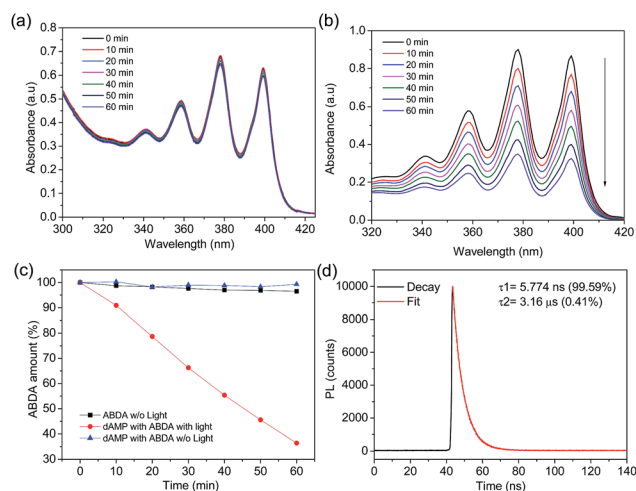 (a)
0 min
10 min
20 min
30 min
40 min
50 min
60 min
Absorbance (a.u)
0.8
0.7
0.6
0.5
0.4
0.3
0.2
0.1
0.0
300 320 340 360 380 400 420
Wavelength (nm)
(b)
0 min
10 min
20 min
30 min
40 min
50 min
60 min
Absorbance (a.u)
1.0
0.8
0.6
0.4
0.2
0.0
320 340 360 380 400 420
Wavelength (nm)
(c)
ABDA amount (%)
110
100
90
80
70
60
50
40
30
ABDA w/o Light
dAMP with ABDA with light
dAMP with ABDA w/o Light
0 10 20 30 40 50 60
Time (min)
(d)
Decay
Fit
τ1= 5.774 ns (99.59%)
τ2= 3.16 μs (0.41%)
PL (counts)
10000
8000
6000
4000
2000
0
0 20 40 60 80 100 120 140
Time (ns)